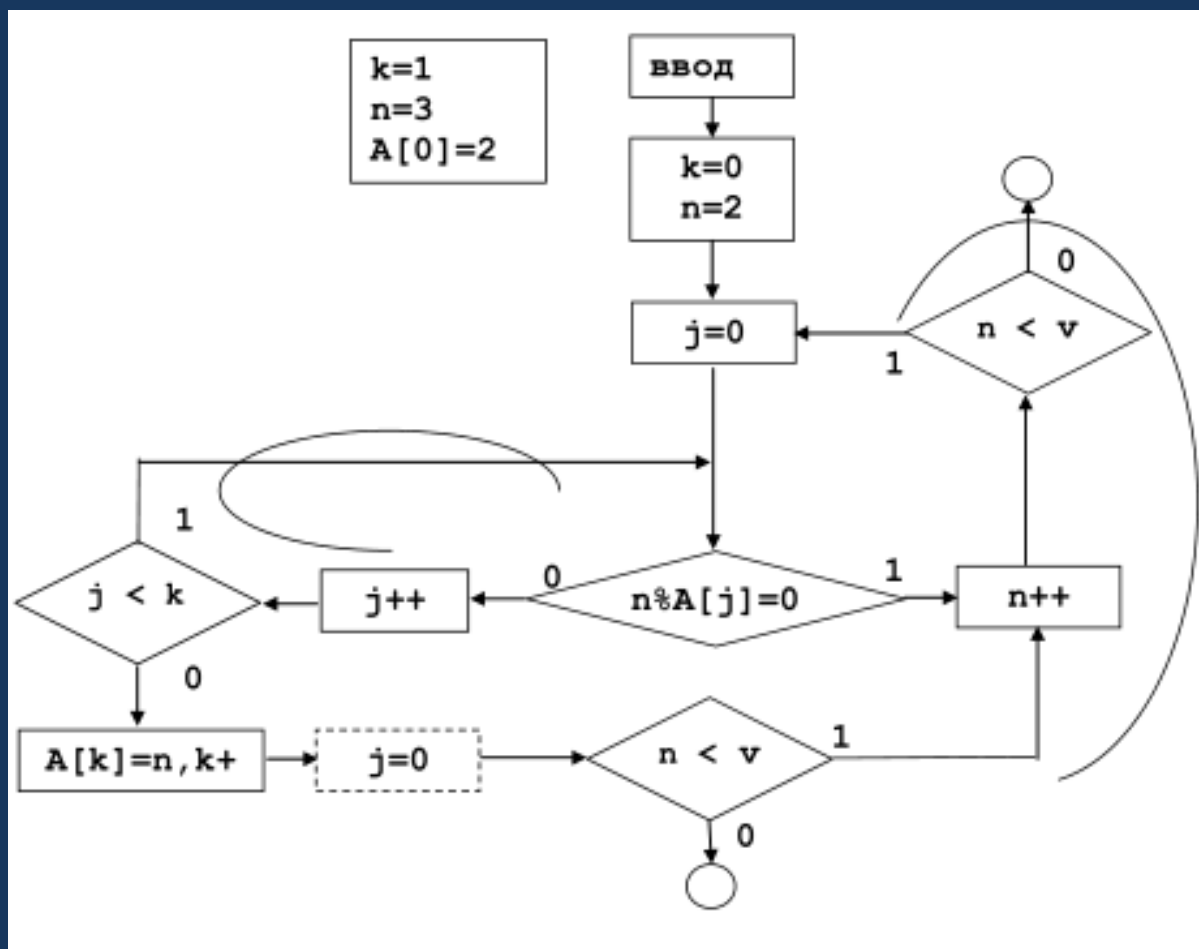 k=1
n=3
A[0]=2
ввод
k=0
n=2
0
j=0
n < v
1
1
j < k
j++
0
n%A[j]=0
1
n++
0
A[k]=n,k+
j=0
n < v
1
0